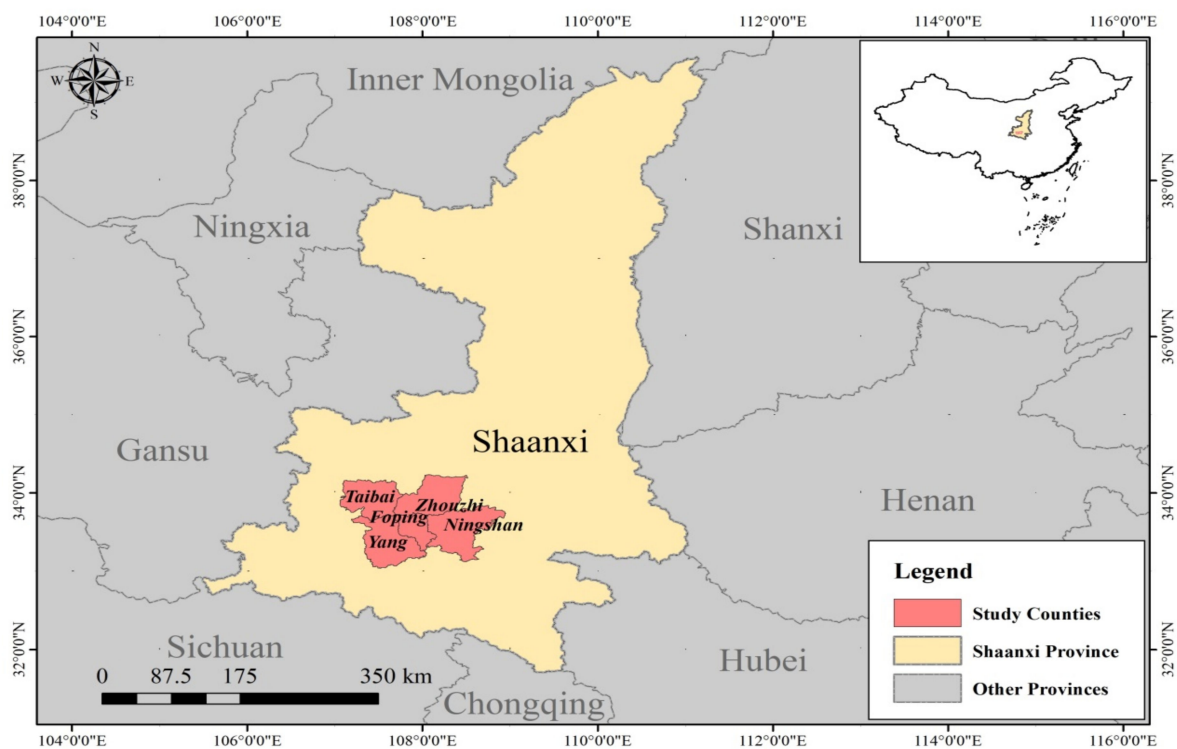 104°0'0"E
106°0'0"E
108°0'0"E
110°0'0"E
112°0'0"E
114°0'0"E
116°0'0"E
N
W
E
S
Inner Mongolia
38°0'0"N
38°0'0"N
Ningxia
Shanxi
36°0'0"N
36°0'0"N
Gansu
Shaanxi
34°0'0"N
34°0'0"N
Taibai
Zhouzhi
Foping
Ningshan
Yang
Henan
Legend
Study Counties
Shaanxi Province
Other Provinces
32°0'0"N
32°0'0"N
Sichuan
Hubei
Chongqing
0 87.5 175 350 km
104°0'0"E
106°0'0"E
108°0'0"E
110°0'0"E
112°0'0"E
114°0'0"E
116°0'0"E